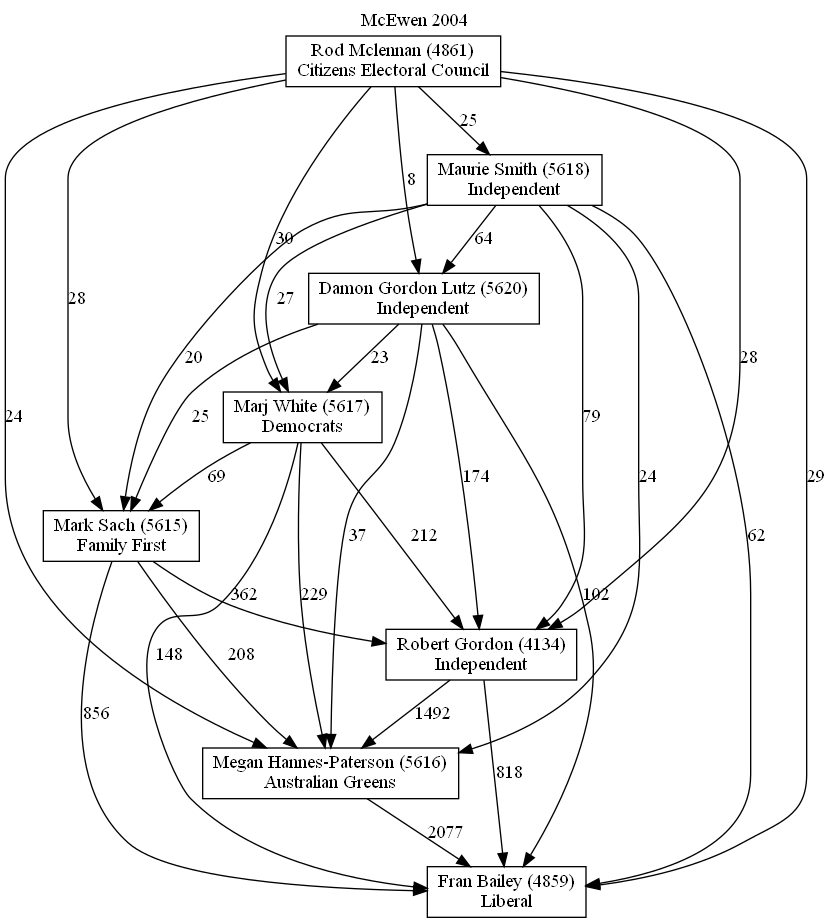 McEwen 2004
Rod Mclennan (4861)
Citizens Electoral Council
25
Maurie Smith (5618)
Independent
8
64
30
Damon Gordon Lutz (5620)
Independent
28
27
20
23
28
Marj White (5617)
Democrats
24
25
79
69
174
24
29
Mark Sach (5615)
Family First
37
212
62
362
229
102
Robert Gordon (4134)
Independent
148
208
856
1492
Megan Hannes-Paterson (5616)
Australian Greens
818
2077
Fran Bailey (4859)
Liberal